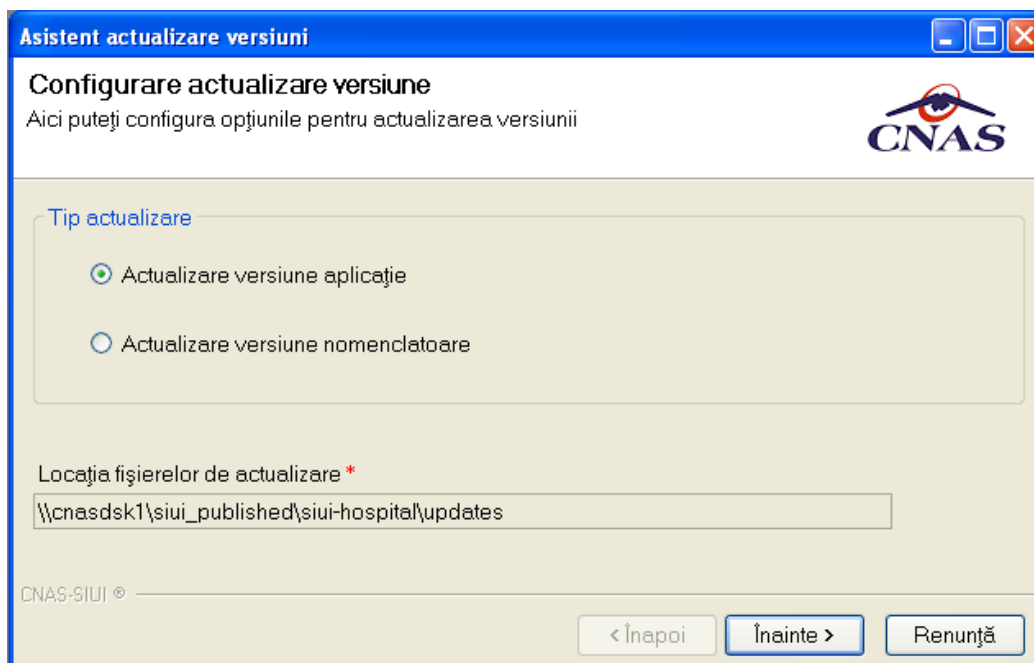 Asistent actualizare versiuni
Configurare actualizare versiune
Aici puteţi configura opţiunile pentru actualizarea versiunii
CNAS
Tip actualizare
Actualizare versiune aplicaţie
Actualizare versiune nomenclatoare
Locaţia fişierelor de actualizare *
\\cnasdsk1\siui_published\siui-hospital\updates
CNAS-SIUI ®
< Înapoi Înainte > Renunţă